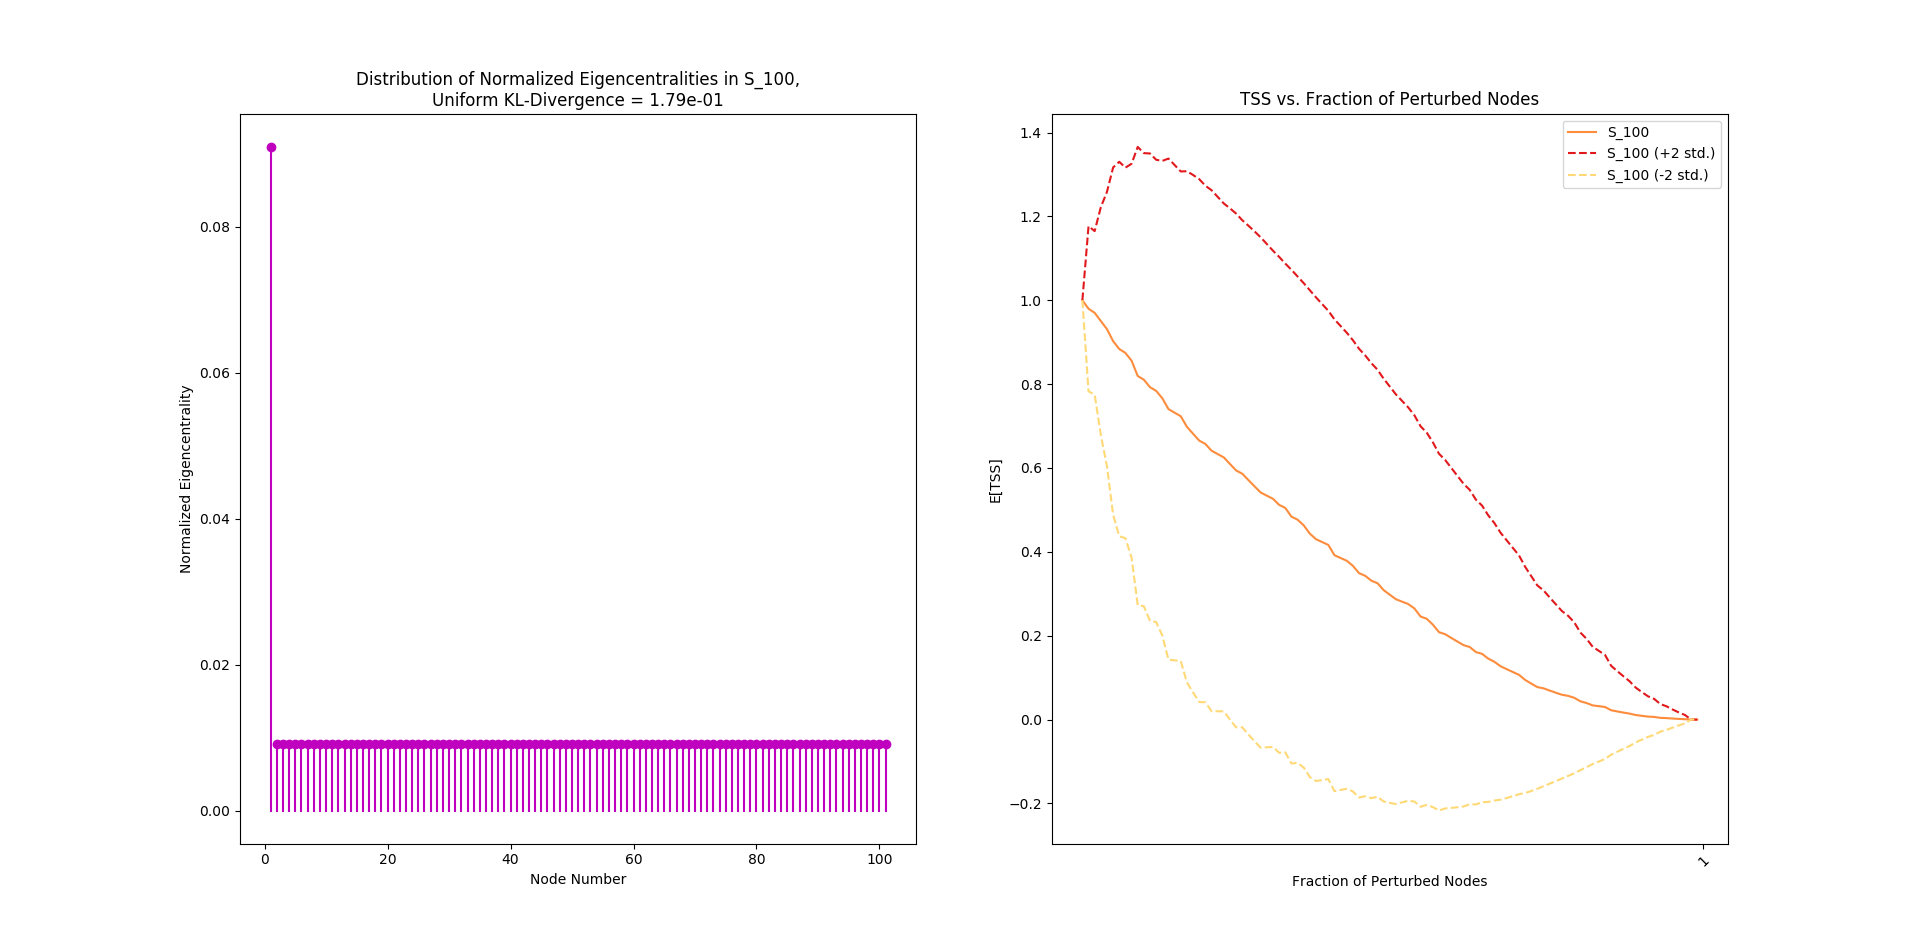 Distribution of Normalized Eigencentralities in S_100,
Uniform KL-Divergence = 1.79e-01
Normalized Eigencentrality
0.08
0.06
0.04
0.02
0.00
0 20 40 60 80 100
Node Number
TSS vs. Fraction of Perturbed Nodes
S_100
S_100 (+2 std.)
S_100 (-2 std.)
E[TSS]
1.4
1.2
1.0
0.8
0.6
0.4
0.2
0.0
−0.2
1
Fraction of Perturbed Nodes